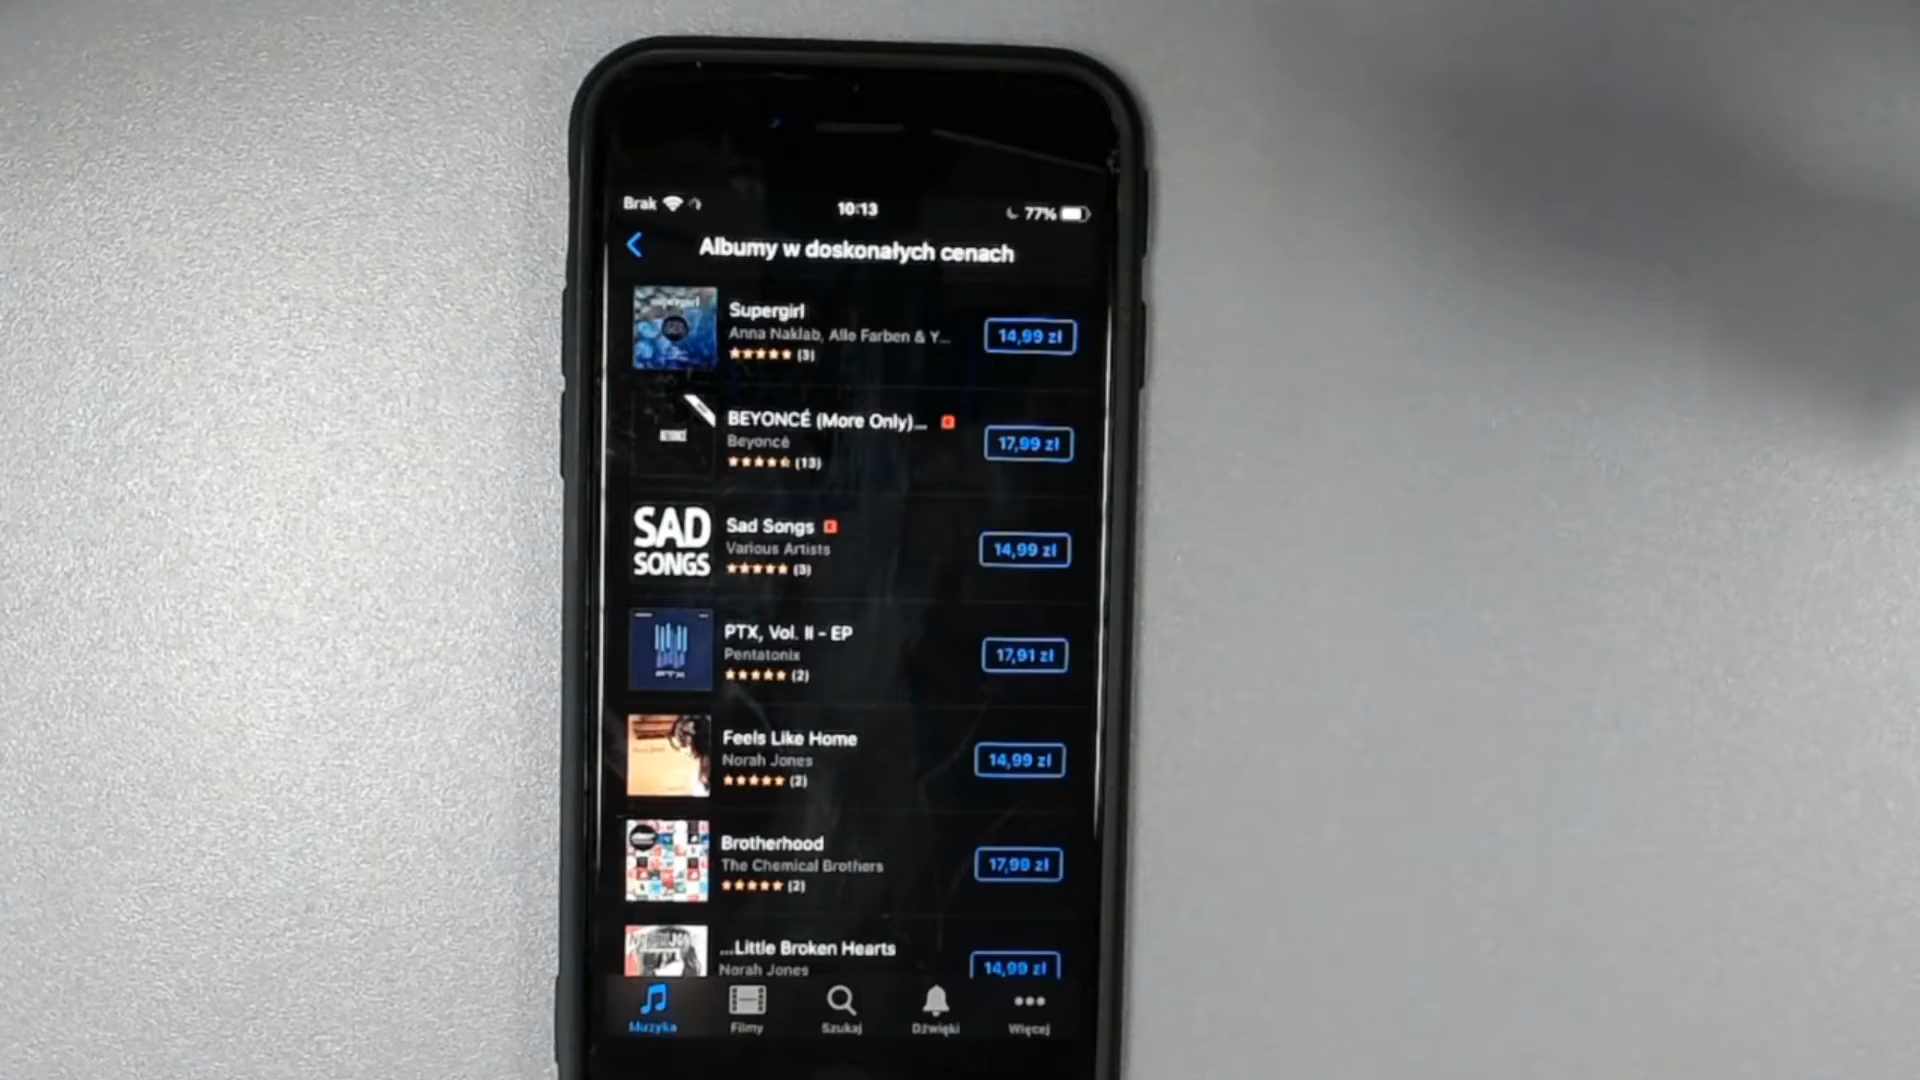 Brak
10:13
77%
Albumy w doskonałych cenach
supergirl
Supergirl
Anna Naklab, Alle Farben & Y...
(3)
14,99 zł
BEYONCÉ
BEYONCÉ (More Only)...
E
Beyoncé
(13)
17,99 zł
SAD
SONGS
Sad Songs
E
Various Artists
(3)
14,99 zł
PTX
PTX, Vol. II - EP
Pentatonix
(2)
17,91 zł
Feels Like Home
Norah Jones
(2)
14,99 zł
Brotherhood
The Chemical Brothers
(2)
17,99 zł
...Little Broken Hearts
Norah Jones
14,99 zł
Muzyka
Filmy
Szukaj
Dźwięki
Więcej